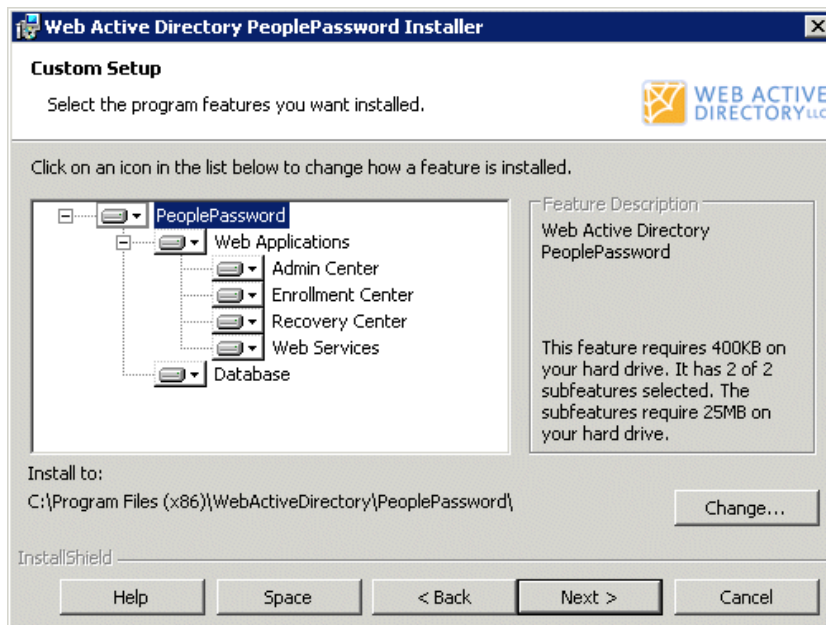 Web Active Directory PeoplePassword Installer
Custom Setup
Select the program features you want installed.
WEB ACTIVE
DIRECTORY LLC
Click on an icon in the list below to change how a feature is installed.
PeoplePassword
Web Applications
Admin Center
Enrollment Center
Recovery Center
Web Services
Database
Feature Description
Web Active Directory
PeoplePassword
This feature requires 400KB on
your hard drive. It has 2 of 2
subfeatures selected. The
subfeatures require 25MB on
your hard drive.
Install to:
C:\Program Files (x86)\WebActiveDirectory\PeoplePassword\
Change...
InstallShield
Help
Space
< Back
Next >
Cancel